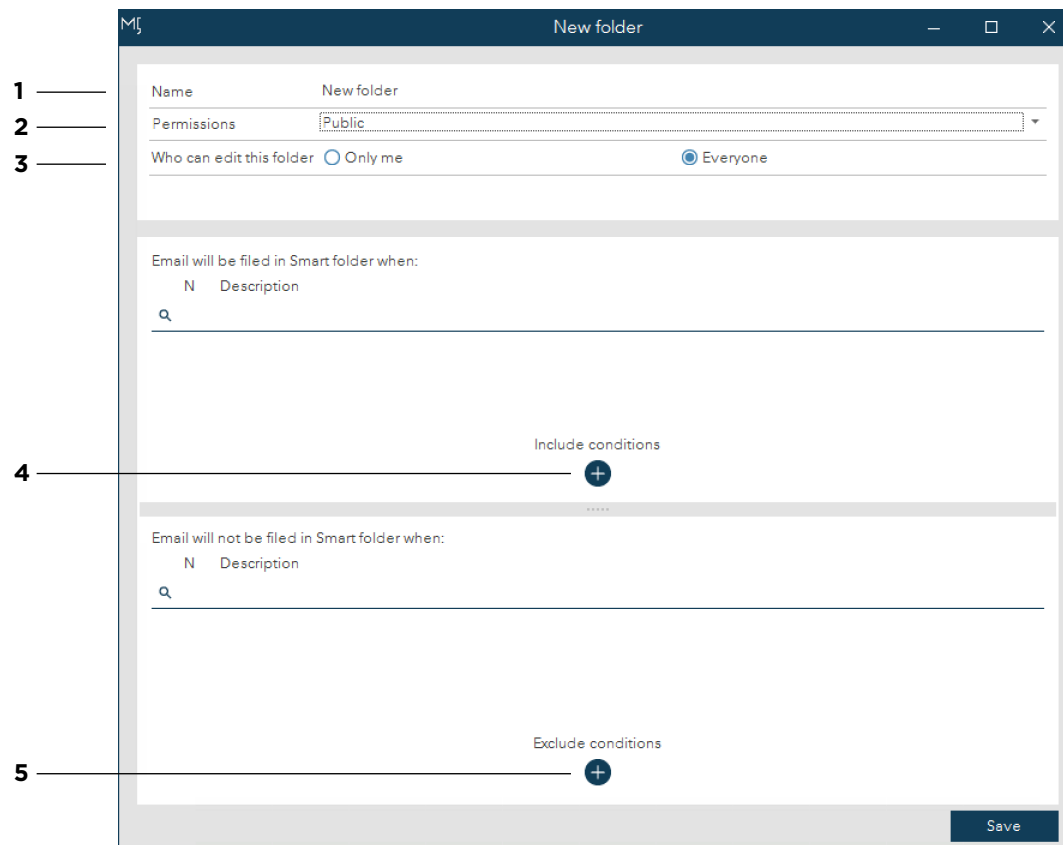 New folder
1 Name New folder
2 Permissions Public
3 Who can edit this folder Only me Everyone
Email will be filed in Smart folder when:
N Description
Include conditions
4
Email will not be filed in Smart folder when:
N Description
Exclude conditions
5
Save